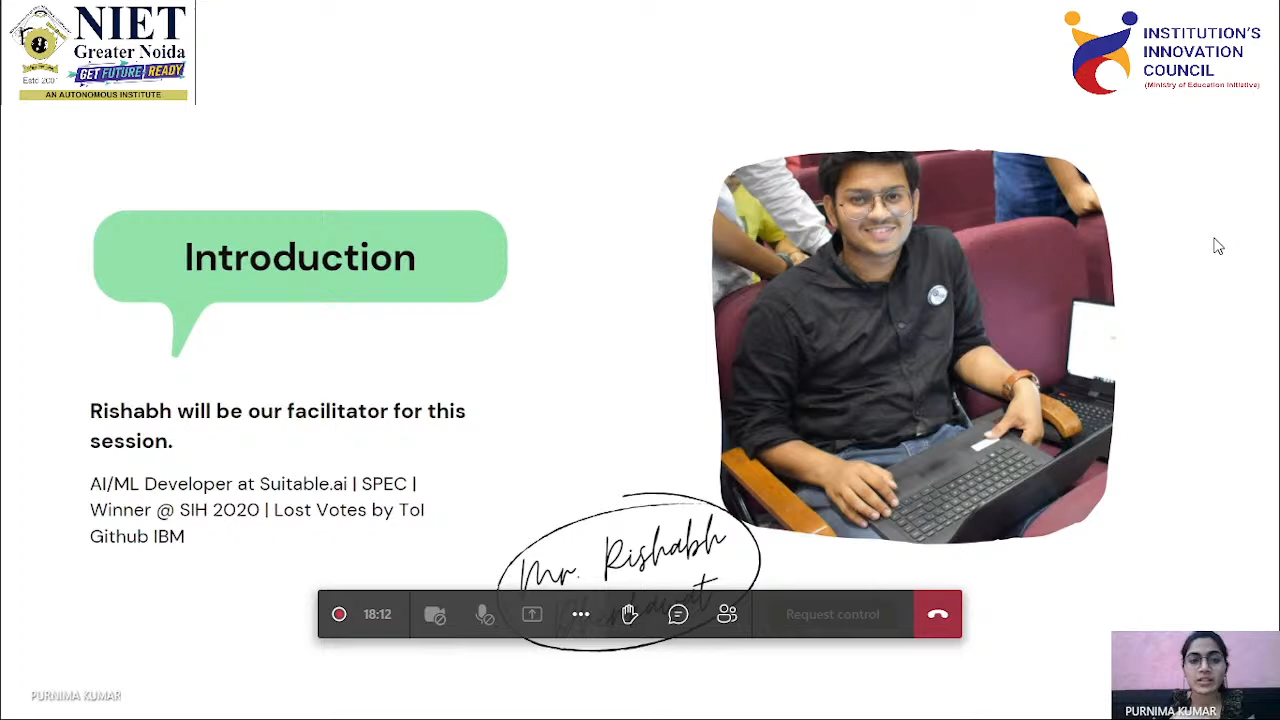 NIET
Greater Noida
GET FUTURE READY
AN AUTONOMOUS INSTITUTE
INSTITUTION'S
INNOVATION
COUNCIL
(Ministry of Education Initiative)
Introduction
Rishabh will be our facilitator for this
session.
AI/ML Developer at Suitable.ai | SPEC |
Winner @ SIH 2020 | Lost Votes by ToI
Github IBM
Mr. Rishabh
18:12
Request control
PURNIMA KUMAR
PURNIMA KUMAR